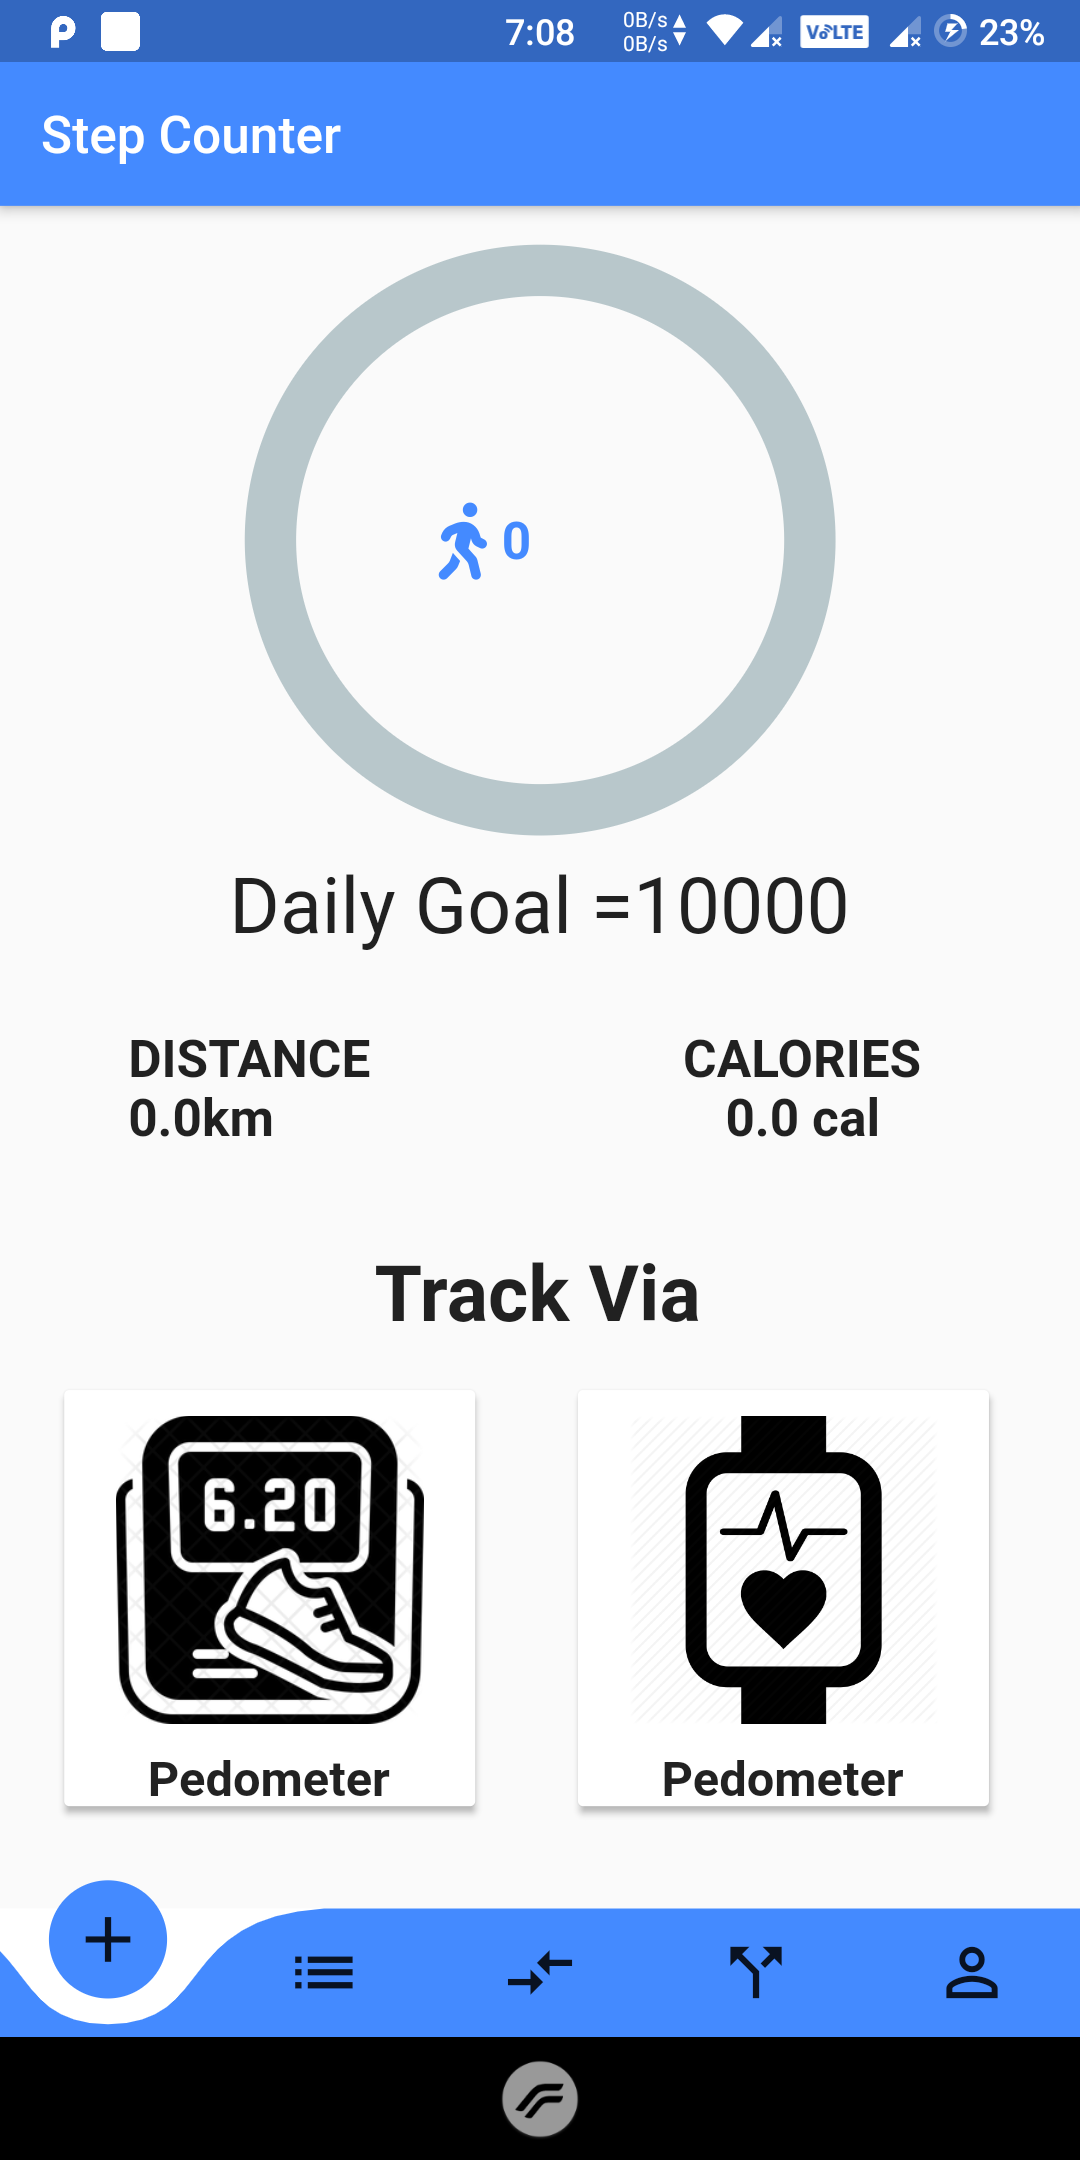 7:08 0B/s VoLTE 23%
0B/s
Step Counter
0
Daily Goal =10000
DISTANCE CALORIES
0.0km 0.0 cal
Track Via
6.20
Pedometer Pedometer